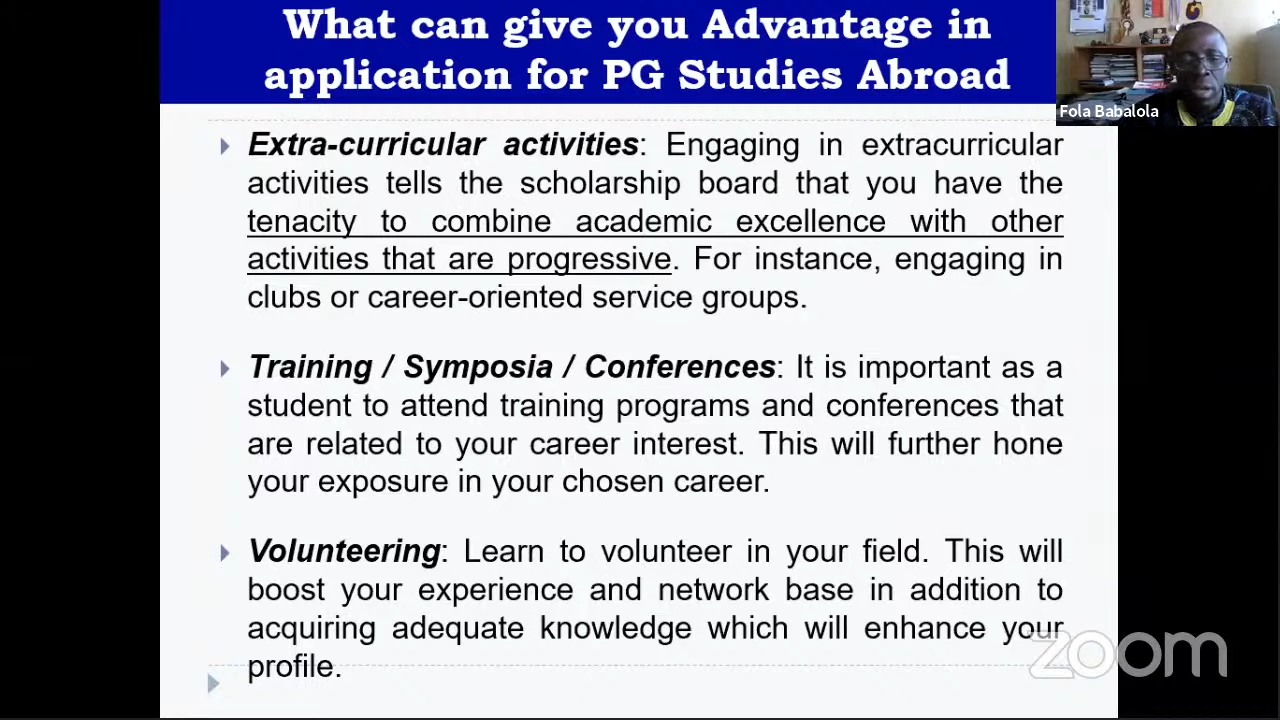 What can give you Advantage in
application for PG Studies Abroad
Fola Babalola
Extra-curricular activities: Engaging in extracurricular
activities tells the scholarship board that you have the
tenacity to combine academic excellence with other
activities that are progressive. For instance, engaging in
clubs or career-oriented service groups.
Training / Symposia / Conferences: It is important as a
student to attend training programs and conferences that
are related to your career interest. This will further hone
your exposure in your chosen career.
Volunteering: Learn to volunteer in your field. This will
boost your experience and network base in addition to
acquiring adequate knowledge which will enhance your
profile.
zoom